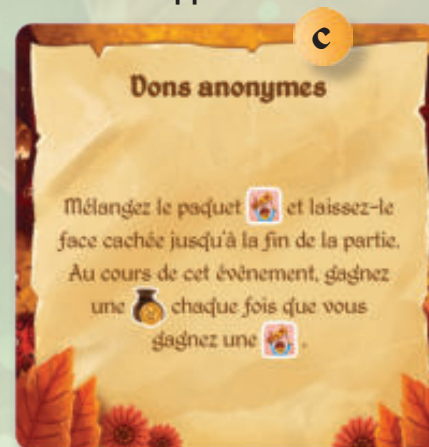 C
Dons anonymes
Mélangez le paquet et laissez-le
face cachée jusqu'à la fin de la partie.
Au cours de cet évènement, gagnez
une chaque fois que vous
gagnez une .